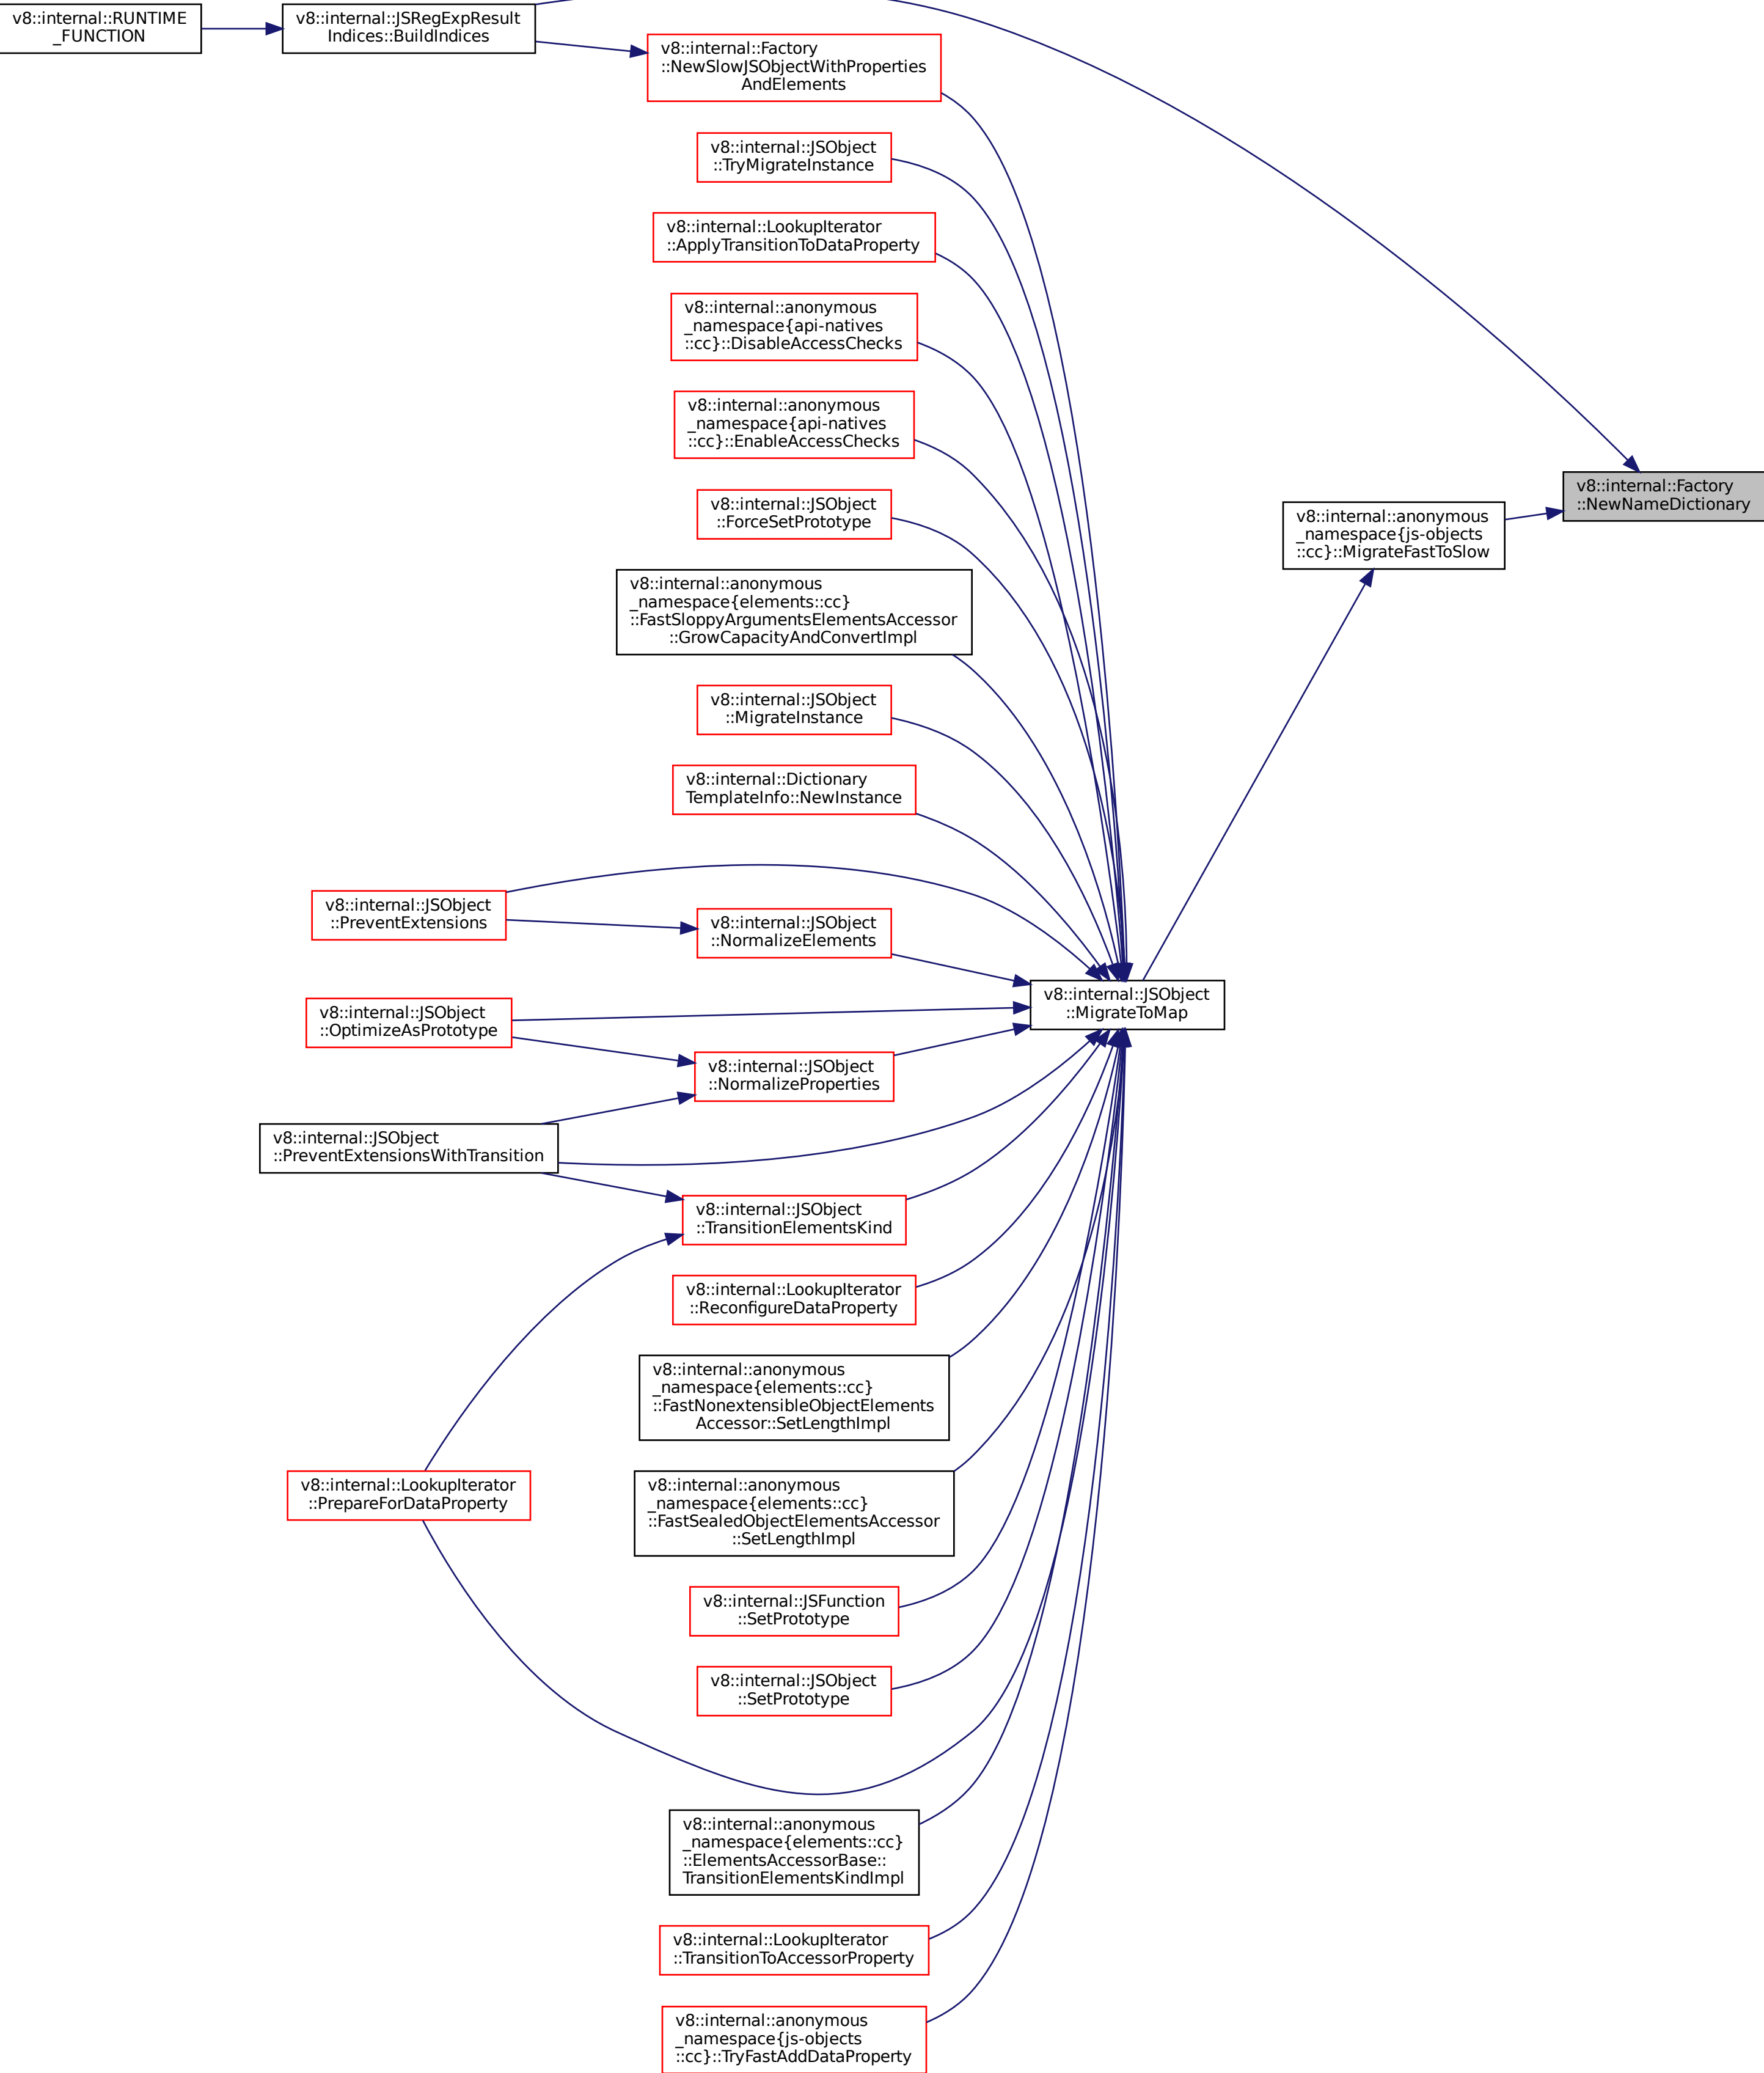 v8::internal::RUNTIME
_FUNCTION
v8::internal::JSRegExpResult
Indices::BuildIndices
v8::internal::Factory
::NewSlowJSObjectWithProperties
AndElements
v8::internal::JSObject
::TryMigrateInstance
v8::internal::LookupIterator
::ApplyTransitionToDataProperty
v8::internal::anonymous
_namespace{api-natives
::cc}::DisableAccessChecks
v8::internal::anonymous
_namespace{api-natives
::cc}::EnableAccessChecks
v8::internal::Factory
::NewNameDictionary
v8::internal::JSObject
::ForceSetPrototype
v8::internal::anonymous
_namespace{js-objects
::cc}::MigrateFastToSlow
v8::internal::anonymous
_namespace{elements::cc}
::FastSloppyArgumentsElementsAccessor
::GrowCapacityAndConvertImpl
v8::internal::JSObject
::MigrateInstance
v8::internal::Dictionary
TemplateInfo::NewInstance
v8::internal::JSObject
::PreventExtensions
v8::internal::JSObject
::NormalizeElements
v8::internal::JSObject
::MigrateToMap
v8::internal::JSObject
::OptimizeAsPrototype
v8::internal::JSObject
::NormalizeProperties
v8::internal::JSObject
::PreventExtensionsWithTransition
v8::internal::JSObject
::TransitionElementsKind
v8::internal::LookupIterator
::ReconfigureDataProperty
v8::internal::anonymous
_namespace{elements::cc}
::FastNonextensibleObjectElements
Accessor::SetLengthImpl
v8::internal::LookupIterator
::PrepareForDataProperty
v8::internal::anonymous
_namespace{elements::cc}
::FastSealedObjectElementsAccessor
::SetLengthImpl
v8::internal::JSFunction
::SetPrototype
v8::internal::JSObject
::SetPrototype
v8::internal::anonymous
_namespace{elements::cc}
::ElementsAccessorBase::
TransitionElementsKindImpl
v8::internal::LookupIterator
::TransitionToAccessorProperty
v8::internal::anonymous
_namespace{js-objects
::cc}::TryFastAddDataProperty